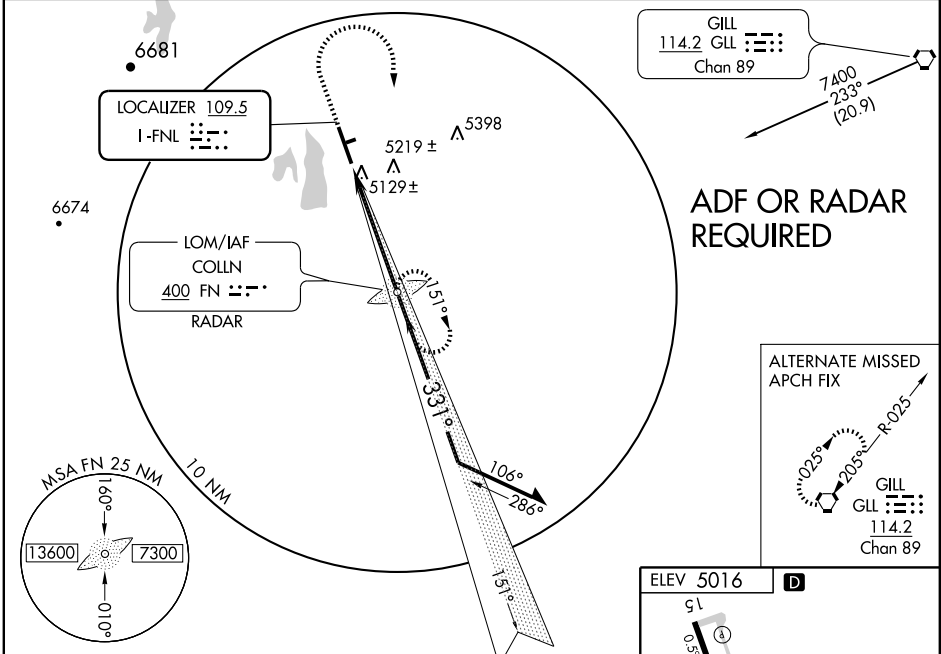 6681
LOCALIZER 109.5
I-FNL
GILL
114.2 GLL
Chan 89
7400
233°
(20.9)
5398
5219 ±
5129 ±
6674
ADF OR RADAR
REQUIRED
LOM/IAF
COLLN
400 FN
RADAR
151°
331°
106°
286°
151°
10 NM
MSA FN 25 NM
160°
13600
7300
010°
ALTERNATE MISSED
APCH FIX
R-025
025°
205°
GILL
GLL
114.2
Chan 89
ELEV 5016
D
15
P